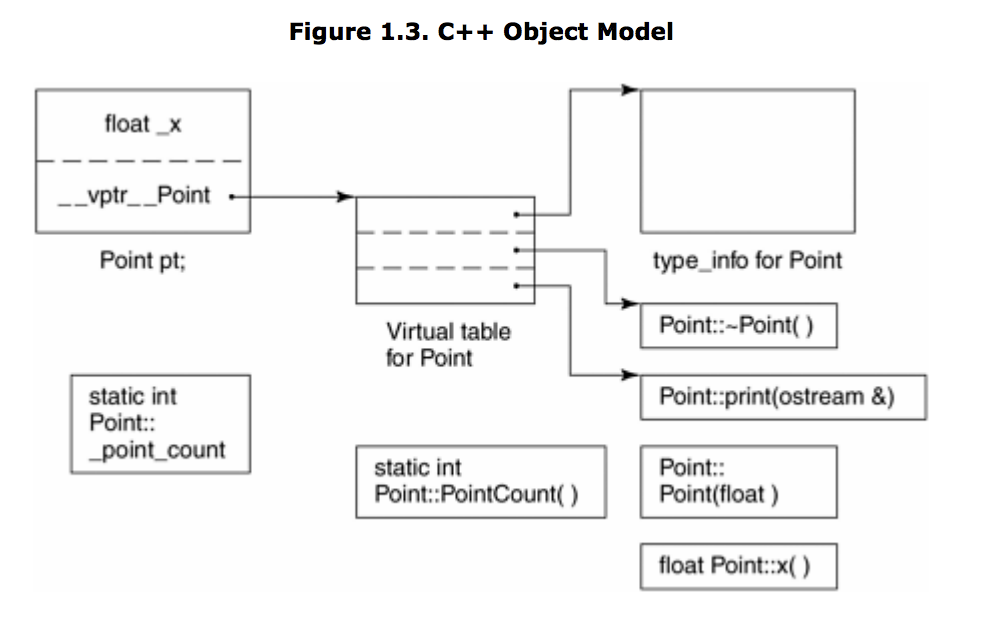 Figure 1.3. C++ Object Model
float _x
__vptr__Point
Point pt;
Virtual table
for Point
type_info for Point
Point::~Point( )
Point::print(ostream &)
static int
Point::
_point_count
static int
Point::PointCount( )
Point::
Point(float )
float Point::x( )